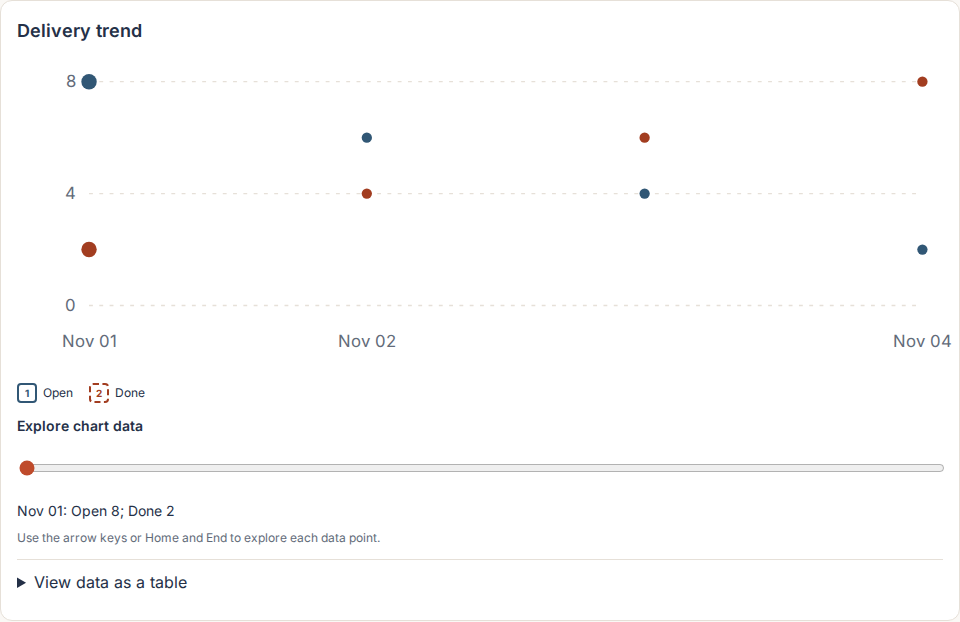 Delivery trend
8
4
0
Nov 01 Nov 02 Nov 04
1 Open 2 Done
Explore chart data
Nov 01: Open 8; Done 2
Use the arrow keys or Home and End to explore each data point.
View data as a table